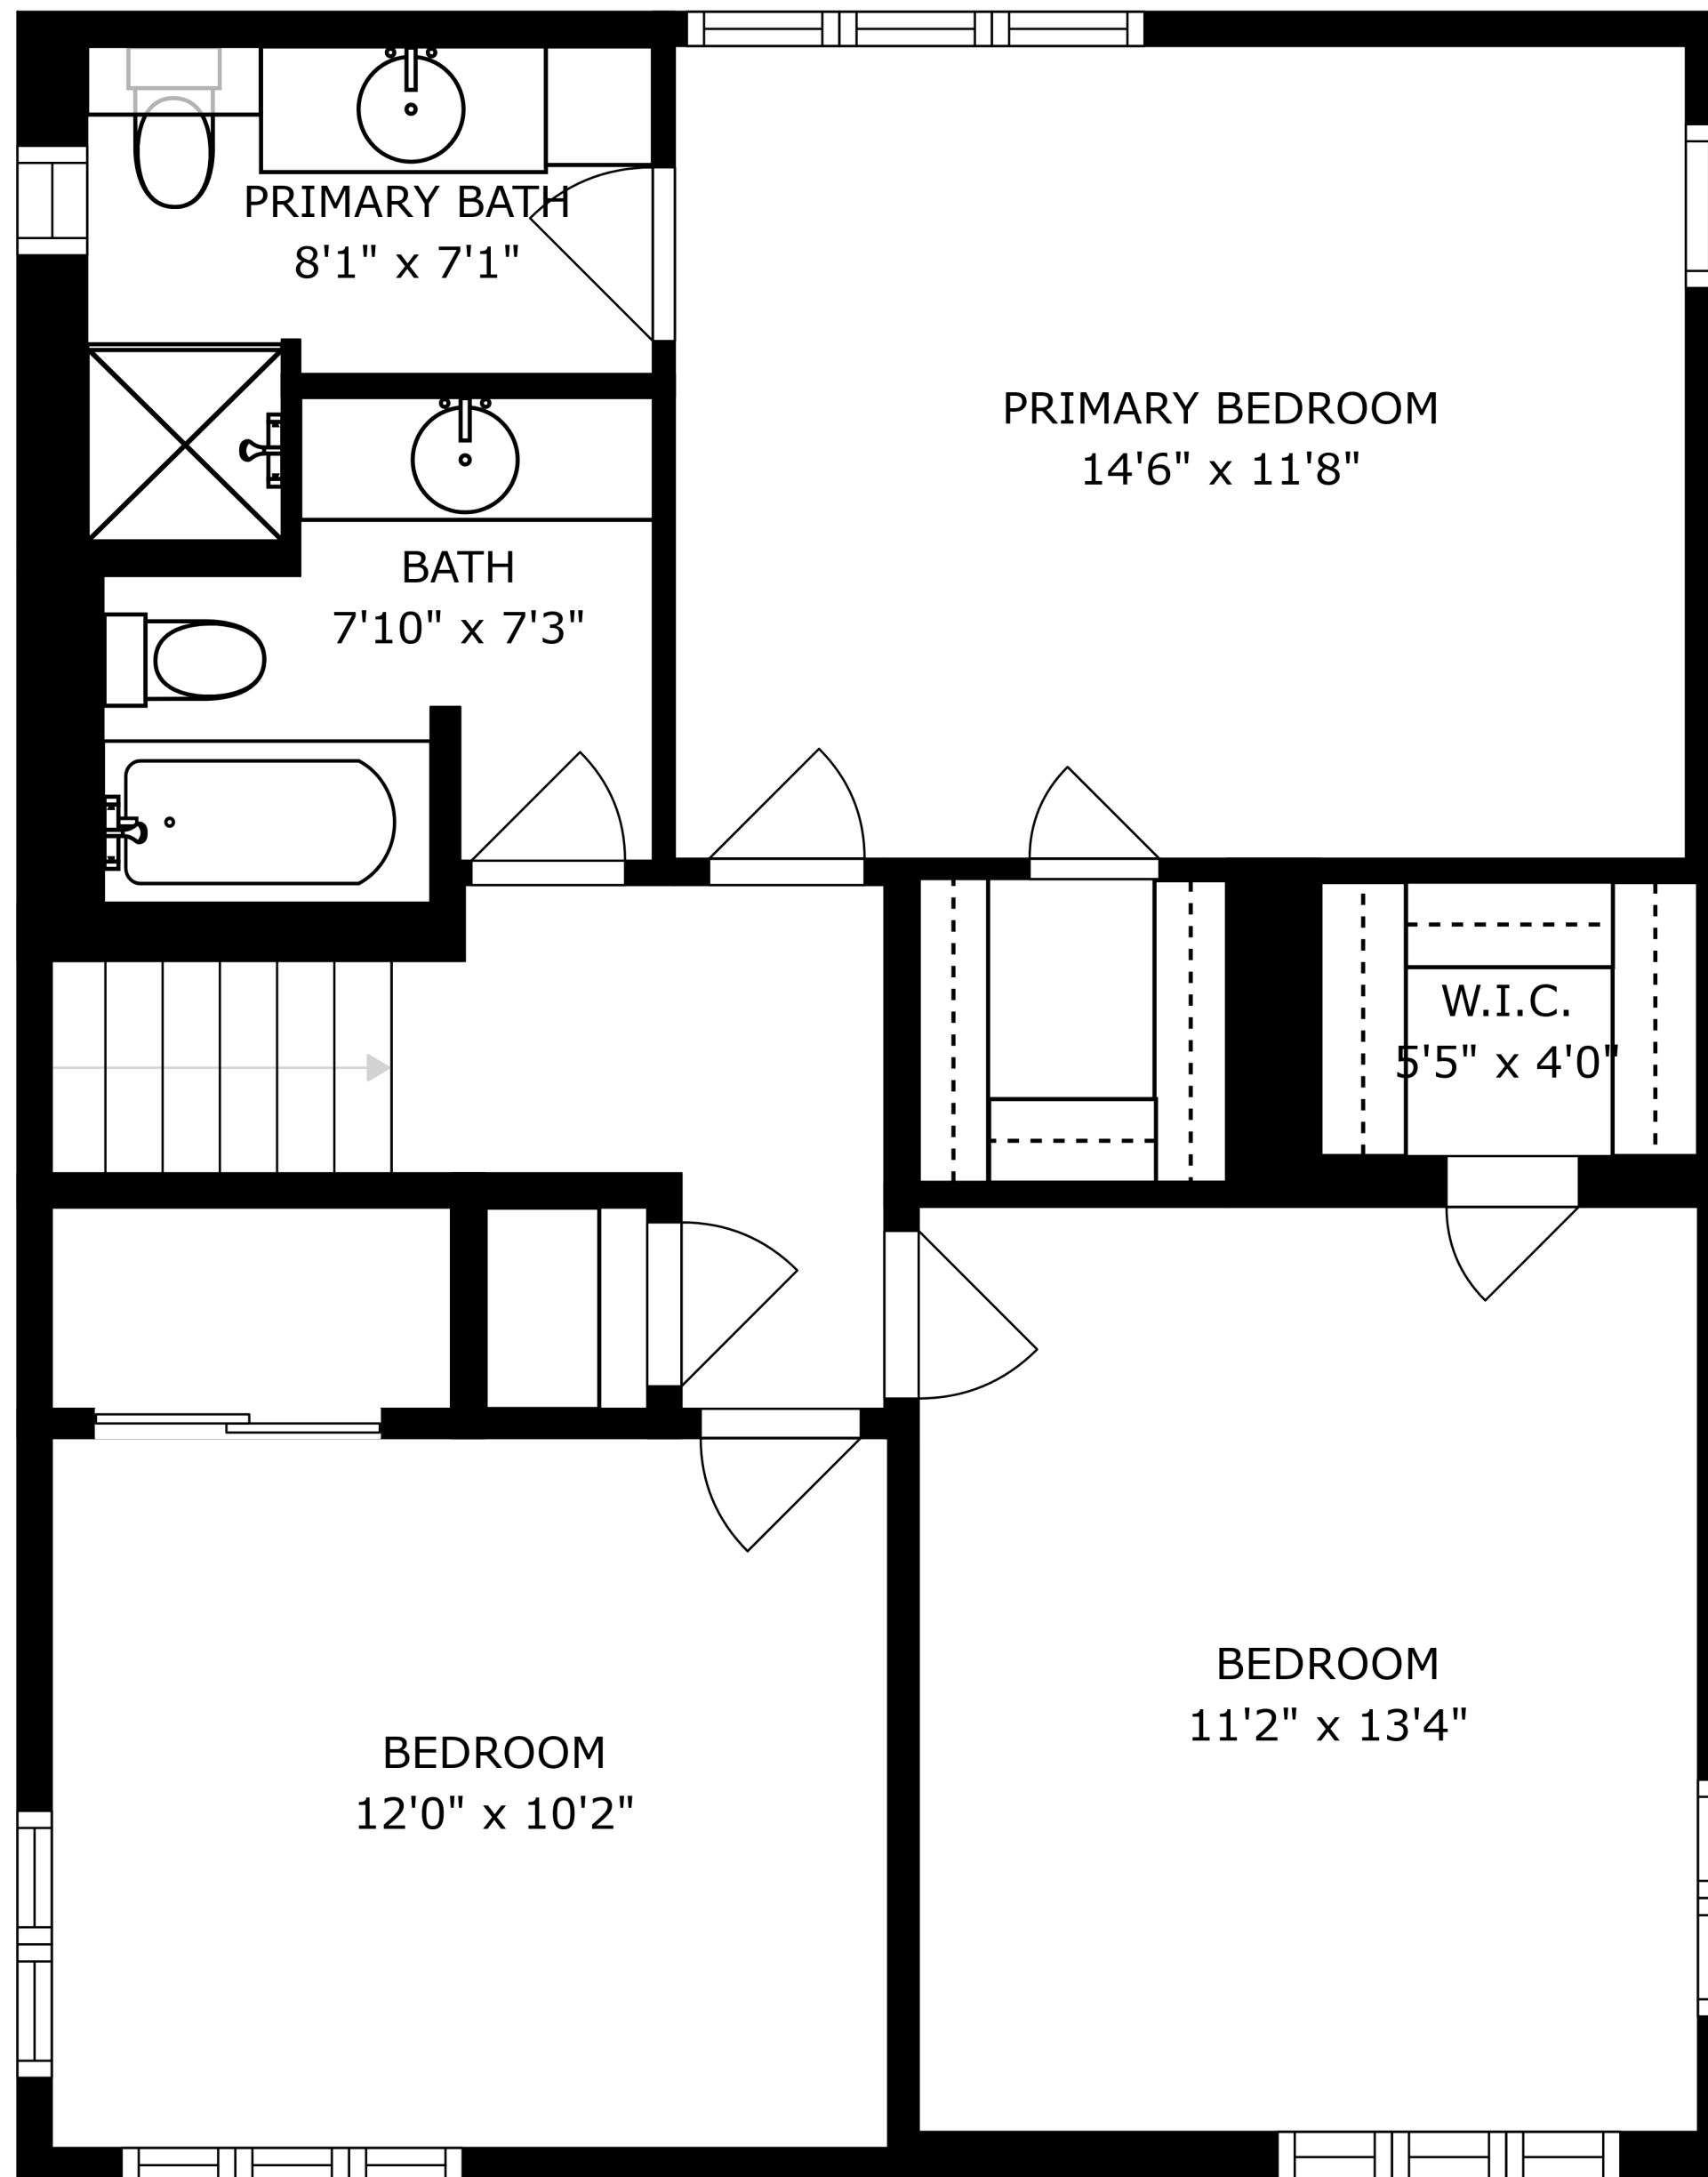 PRIMARY BATH
8'1" x 7'1"
PRIMARY BEDROOM
14'6" x 11'8"
BATH
7'10" x 7'3"
W.I.C.
5'5" x 4'0"
BEDROOM
11'2" x 13'4"
BEDROOM
12'0" x 10'2"